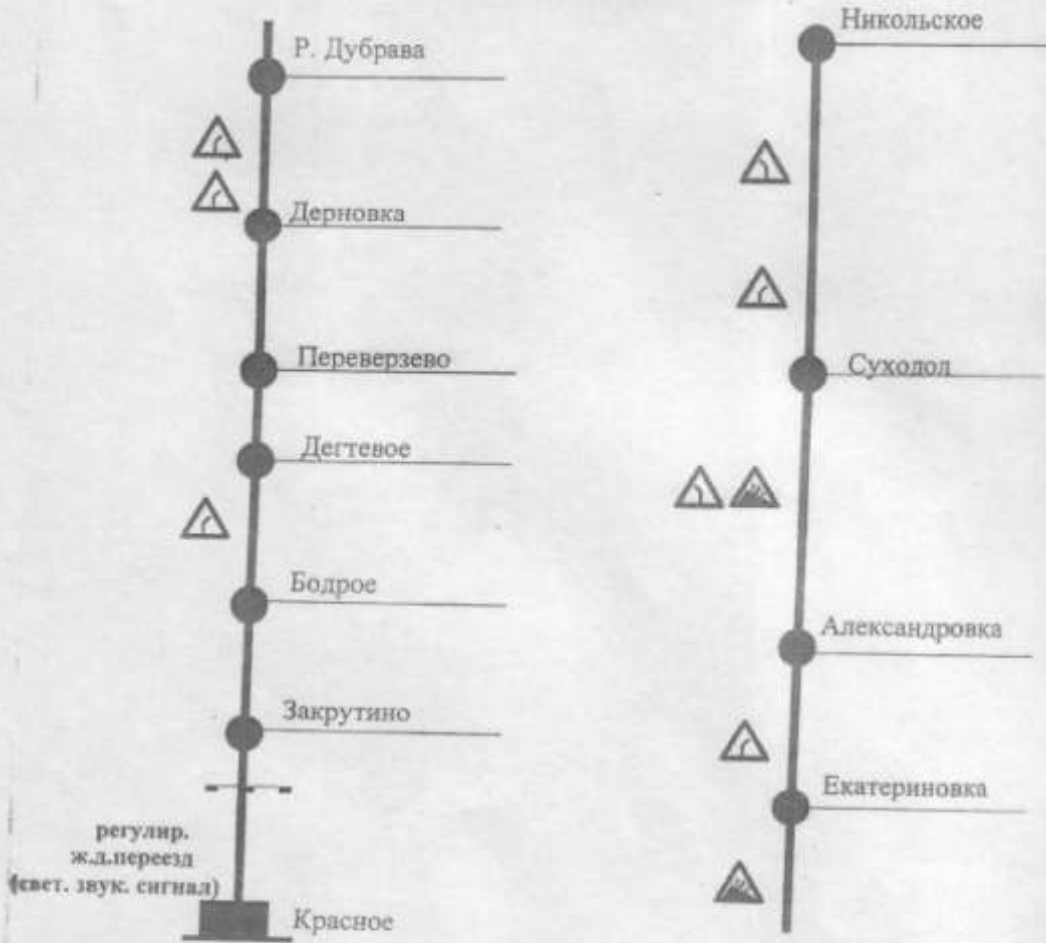 Р. Дубрава
Дерновка
Переверзево
Дегтевое
Бодрое
Закрутино
регулир.
ж.д.переезд
(свет. звук. сигнал)
Красное
Никольское
Суходол
Александровка
Екатериновка